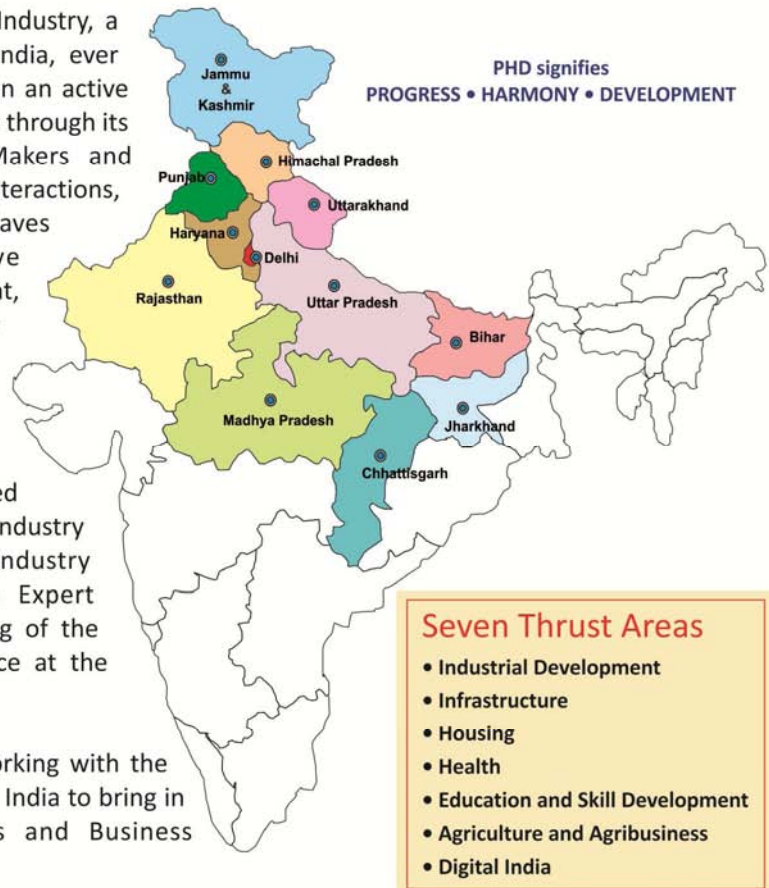 Industry, a
ndia, ever
n an active
through its
Makers and
nteractions,
aves
ve
nt,
ed
ndustry
ndustry
Expert
g of the
ce at the
orking with the
India to bring in
s and Business
PHD signifies
PROGRESS • HARMONY • DEVELOPMENT
Jammu
&
Kashmir
Himachal Pradesh
Punjab
Uttarakhand
Haryana
Delhi
Rajasthan
Uttar Pradesh
Bihar
Madhya Pradesh
Jharkhand
Chhattisgarh
Seven Thrust Areas
• Industrial Development
• Infrastructure
• Housing
• Health
• Education and Skill Development
• Agriculture and Agribusiness
• Digital India